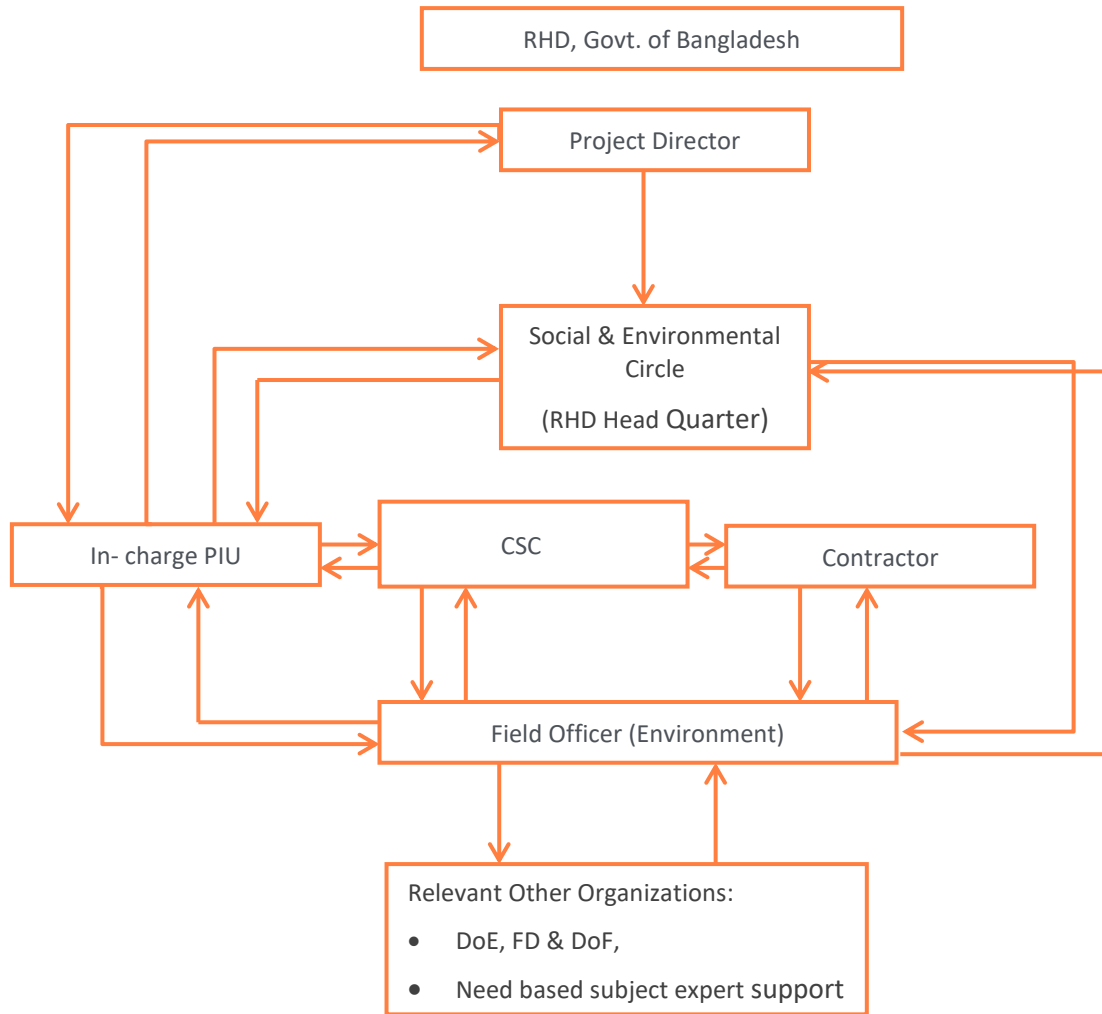 RHD, Govt. of Bangladesh
Project Director
Social & Environmental
Circle
(RHD Head Quarter)
In- charge PIU
CSC
Contractor
Field Officer (Environment)
Relevant Other Organizations:
• DoE, FD & DoF,
• Need based subject expert support